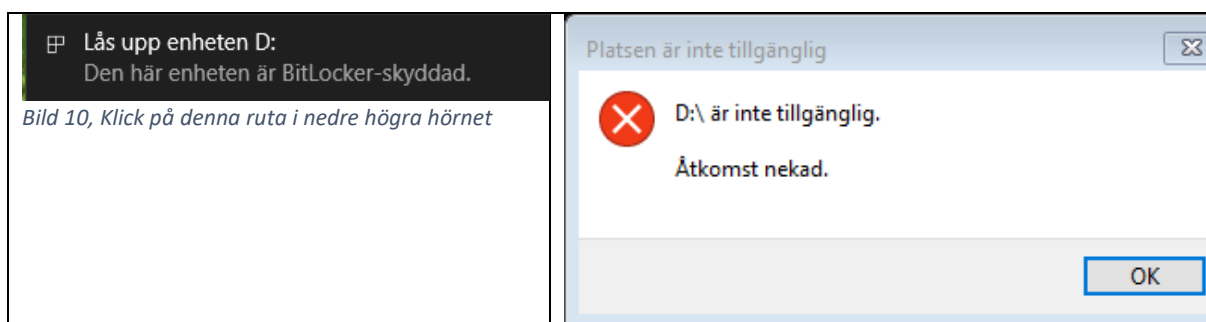 Lås upp enheten D:
Den här enheten är BitLocker-skyddad.
Bild 10, Klick på denna ruta i nedre högra hörnet
Platsen är inte tillgänglig
D:\ är inte tillgänglig.
Åtkomst nekad.
OK